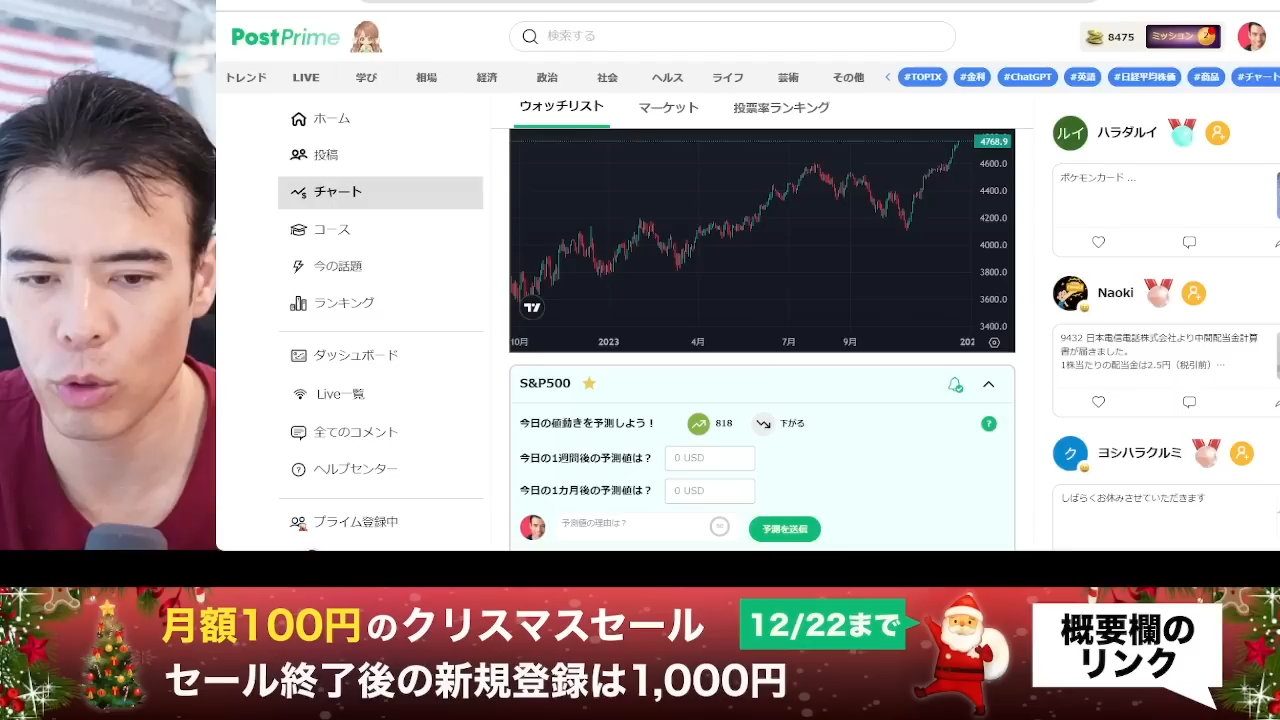 PostPrime
検索する
8475
ミッション
トレンド LIVE 学び 相場 経済 政治 社会 ヘルス ライフ 芸術 その他
#TOPIX #金利 #ChatGPT #英語 #日経平均株価 #商品 #チャート
ホーム
投稿
チャート
コース
今の話題
ランキング
ダッシュボード
Live一覧
全てのコメント
ヘルプセンター
プライム登録中
ウォッチリスト マーケット 投票率ランキング
4768.9
4600.0
4400.0
4200.0
4000.0
3800.0
3600.0
3400.0
10月 2023 4月 7月 9月 202
S&P500
今日の値動きを予測しよう！ 818 下がる
?
今日の1週間後の予測値は？ 0 USD
今日の1カ月後の予測値は？ 0 USD
予測値の理由は？ 50 予測を送信
ルイ ハラダルイ
ポケモンカード …
Naoki
9432 日本電信電話株式会社より中間配当金計算
書が届きました。
1株当たりの配当金は2.5円（税引前）…
ク ヨシハラクルミ
しばらくお休みさせていただきます
月額100円のクリスマスセール
12/22まで
セール終了後の新規登録は1,000円
概要欄の
リンク